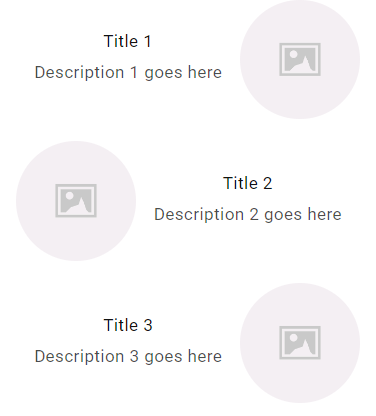 Title 1
Description 1 goes here
Title 2
Description 2 goes here
Title 3
Description 3 goes here